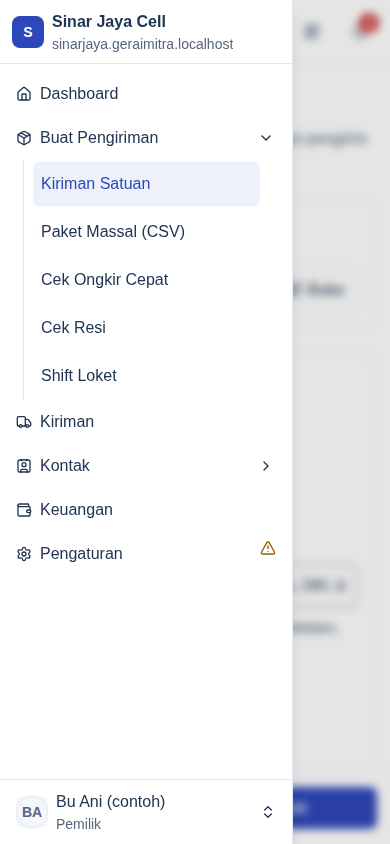 S
Sinar Jaya Cell
sinarjaya.geraimitra.localhost
Dashboard
Buat Pengiriman
Kiriman Satuan
Paket Massal (CSV)
Cek Ongkir Cepat
Cek Resi
Shift Loket
Kiriman
Kontak
Keuangan
Pengaturan
BA
Bu Ani (contoh)
Pemilik